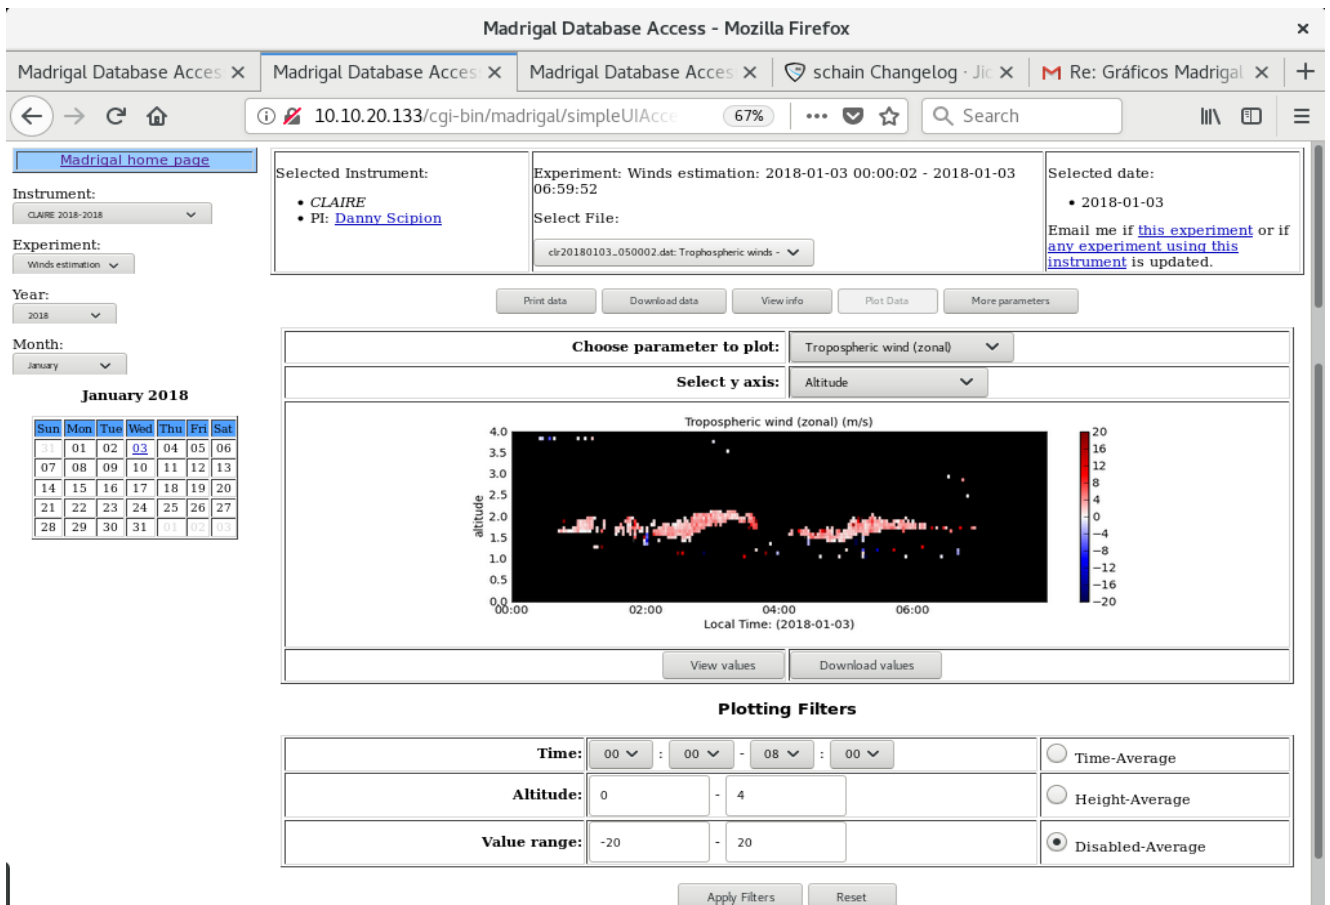 Madrigal Database Access - Mozilla Firefox ×
Madrigal Database Acces ×
Madrigal Database Acces ×
Madrigal Database Acces ×
schain Changelog · Jic ×
Re: Gráficos Madrigal ×
10.10.20.133/cgi-bin/madrigal/simpleUIAcce
67%
Search
Madrigal home page
Instrument:
CLAIRE 2018-2018
Experiment:
Winds estimation
Year:
2018
Month:
January
January 2018
Sun Mon Tue Wed Thu Fri Sat
31 01 02 03 04 05 06
07 08 09 10 11 12 13
14 15 16 17 18 19 20
21 22 23 24 25 26 27
28 29 30 31 01 02 03
Selected Instrument:
• CLAIRE
• PI: Danny Scipion
Experiment: Winds estimation: 2018-01-03 00:00:02 - 2018-01-03
06:59:52
Select File:
clr20180103_050002.dat: Trophospheric winds -
Selected date:
• 2018-01-03
Email me if this experiment or if
any experiment using this
instrument is updated.
Print data
Download data
View info
Plot Data
More parameters
Choose parameter to plot:
Tropospheric wind (zonal)
Select y axis:
Altitude
Tropospheric wind (zonal) (m/s)
altitude
4.0
3.5
3.0
2.5
2.0
1.5
1.0
0.5
0.0
00:00 02:00 04:00 06:00
Local Time: (2018-01-03)
20
16
12
8
4
0
−4
−8
−12
−16
−20
View values
Download values
Plotting Filters
Time: 00 : 00 - 08 : 00
Time-Average
Altitude: 0 - 4
Height-Average
Value range: -20 - 20
Disabled-Average
Apply Filters
Reset